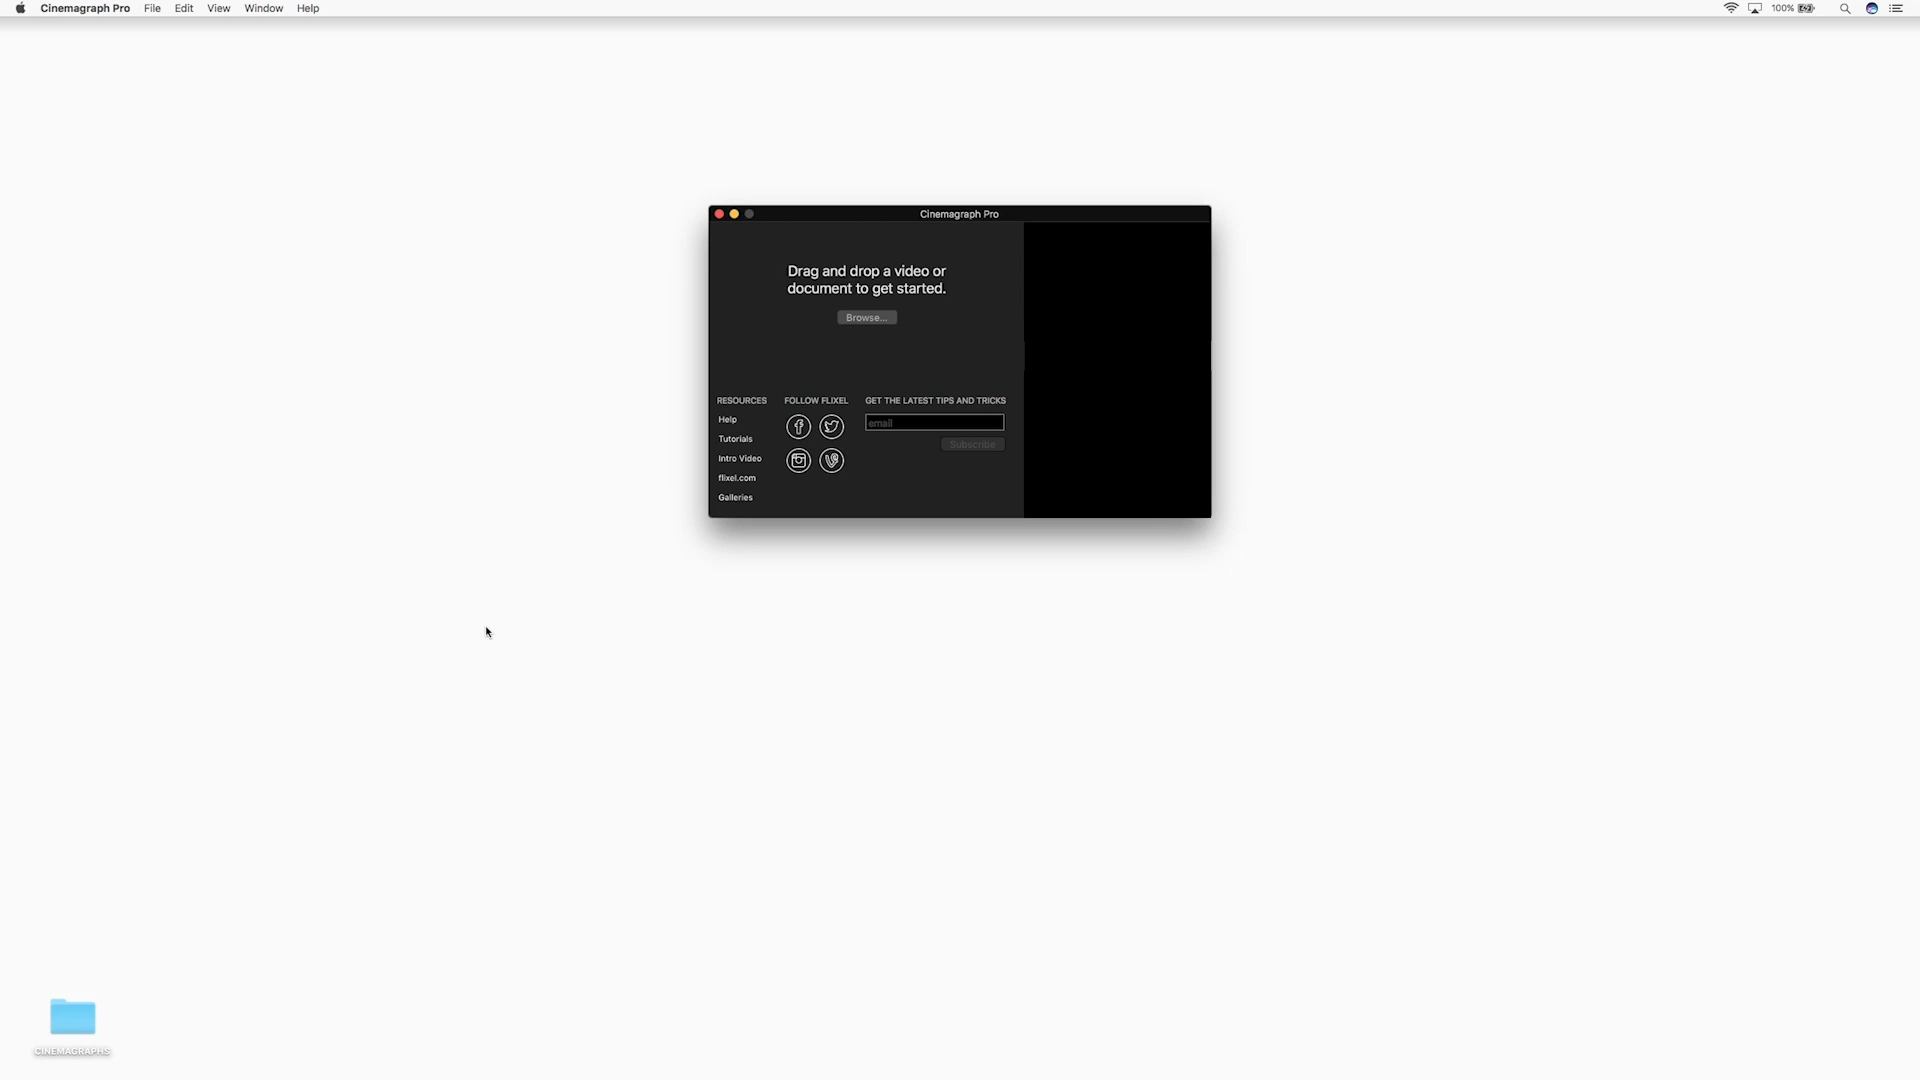 Cinemagraph Pro File Edit View Window Help 100%
Cinemagraph Pro
Drag and drop a video or
document to get started.
Browse...
RESOURCES
Help
Tutorials
Intro Video
flixel.com
Galleries
FOLLOW FLIXEL
GET THE LATEST TIPS AND TRICKS
email
Subscribe
CINEMAGRAPHS